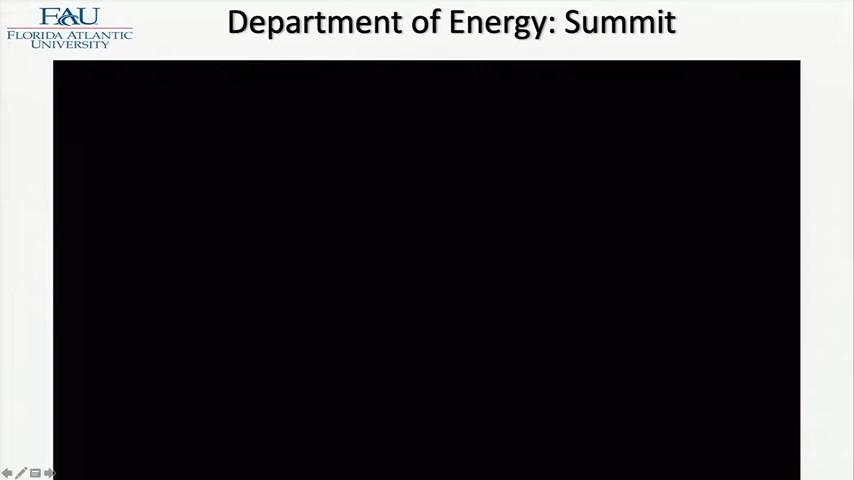 FAU
FLORIDA ATLANTIC
UNIVERSITY
Department of Energy: Summit